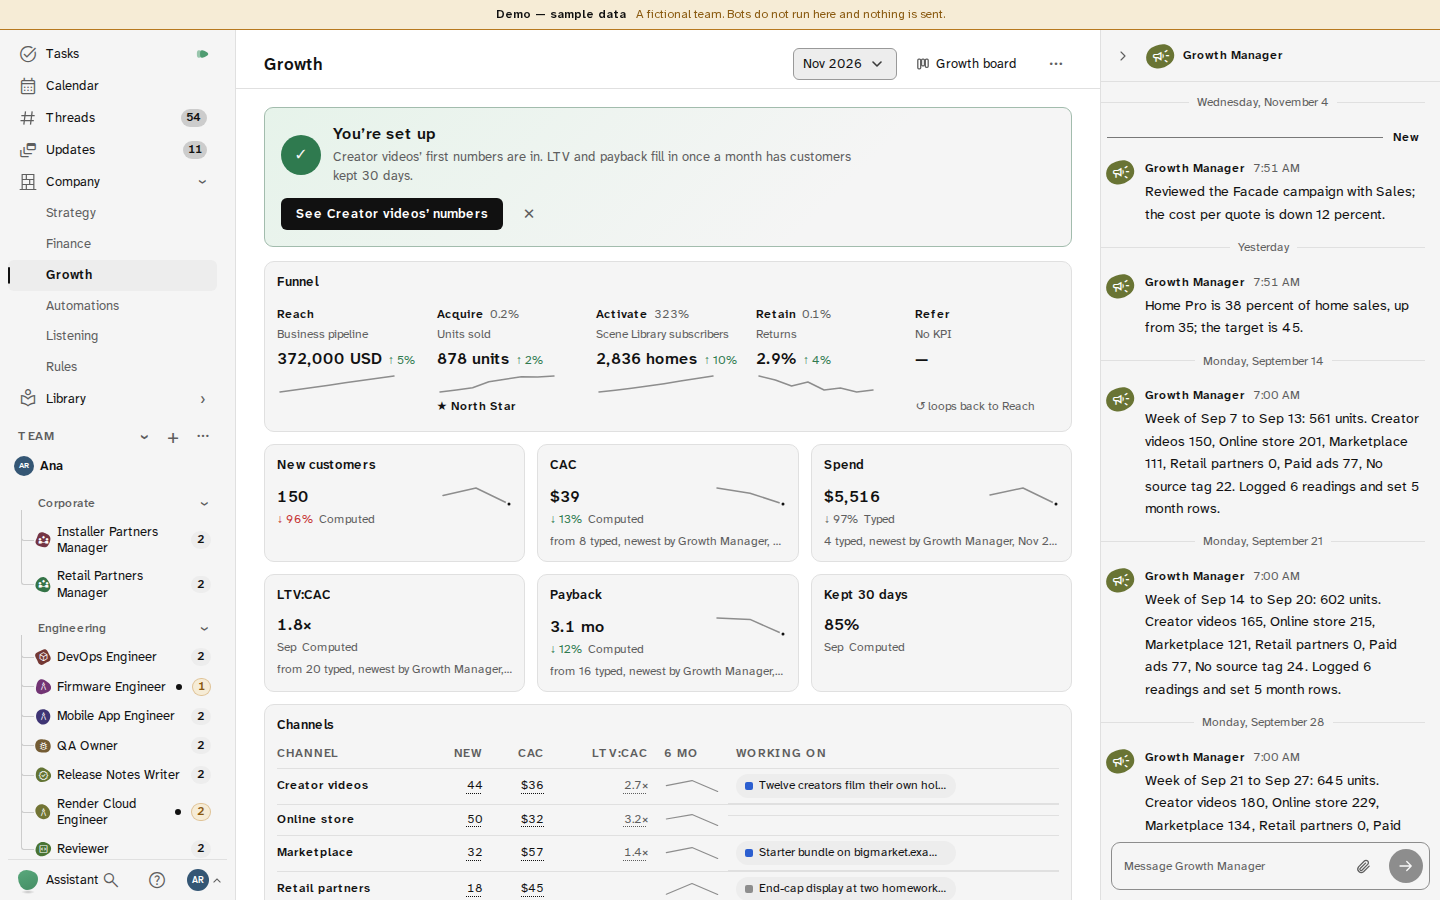 Demo — sample data A fictional team. Bots do not run here and nothing is sent.
Tasks
Calendar
Threads 54
Updates 11
Company
Strategy
Finance
Growth
Automations
Listening
Rules
Library
TEAM
AR Ana
Corporate
Installer Partners
Manager 2
Retail Partners
Manager 2
Engineering
DevOps Engineer 2
Firmware Engineer 1
Mobile App Engineer 2
QA Owner 2
Release Notes Writer 2
Render Cloud
Engineer 2
Reviewer 2
Assistant AR
Growth
Nov 2026
Growth board
You're set up
Creator videos' first numbers are in. LTV and payback fill in once a month has customers
kept 30 days.
See Creator videos' numbers
Funnel
Reach
Business pipeline
372,000 USD ↑ 5%
Acquire 0.2%
Units sold
878 units ↑ 2%
★ North Star
Activate 323%
Scene Library subscribers
2,836 homes ↑ 10%
Retain 0.1%
Returns
2.9% ↑ 4%
Refer
No KPI
—
↺ loops back to Reach
New customers
150
↓ 96% Computed
CAC
$39
↓ 13% Computed
from 8 typed, newest by Growth Manager, ...
Spend
$5,516
↓ 97% Typed
4 typed, newest by Growth Manager, Nov 2...
LTV:CAC
1.8×
Sep Computed
from 20 typed, newest by Growth Manager,...
Payback
3.1 mo
↓ 12% Computed
from 16 typed, newest by Growth Manager,...
Kept 30 days
85%
Sep Computed
Channels
CHANNEL NEW CAC LTV:CAC 6 MO WORKING ON
Creator videos 44 $36 2.7× Twelve creators film their own hol...
Online store 50 $32 3.2×
Marketplace 32 $57 1.4× Starter bundle on bigmarket.exa...
Retail partners 18 $45 End-cap display at two homework...
Growth Manager
Wednesday, November 4
New
Growth Manager 7:51 AM
Reviewed the Facade campaign with Sales;
the cost per quote is down 12 percent.
Yesterday
Growth Manager 7:51 AM
Home Pro is 38 percent of home sales, up
from 35; the target is 45.
Monday, September 14
Growth Manager 7:00 AM
Week of Sep 7 to Sep 13: 561 units. Creator
videos 150, Online store 201, Marketplace
111, Retail partners 0, Paid ads 77, No
source tag 22. Logged 6 readings and set 5
month rows.
Monday, September 21
Growth Manager 7:00 AM
Week of Sep 14 to Sep 20: 602 units.
Creator videos 165, Online store 215,
Marketplace 121, Retail partners 0, Paid
ads 77, No source tag 24. Logged 6
readings and set 5 month rows.
Monday, September 28
Growth Manager 7:00 AM
Week of Sep 21 to Sep 27: 645 units.
Creator videos 180, Online store 229,
Marketplace 134, Retail partners 0, Paid
Message Growth Manager